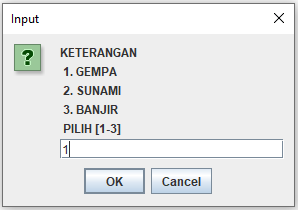 Input
KETERANGAN
1. GEMPA
2. SUNAMI
3. BANJIR
PILIH [1-3]
1
OK Cancel